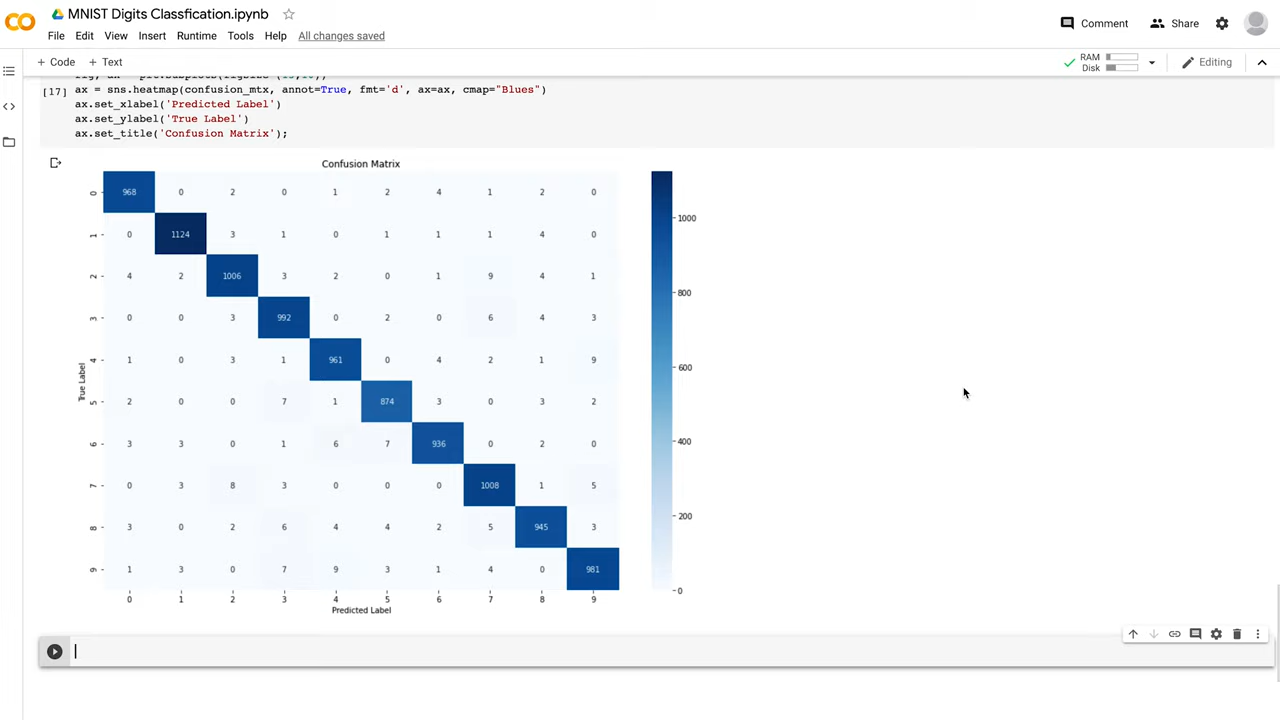 MNIST Digits Classfication.ipynb
File Edit View Insert Runtime Tools Help All changes saved
Comment Share
+ Code + Text
RAM
Disk
Editing
[17] ax = sns.heatmap(confusion_mtx, annot=True, fmt='d', ax=ax, cmap="Blues")
ax.set_xlabel('Predicted Label')
ax.set_ylabel('True Label')
ax.set_title('Confusion Matrix');
Confusion Matrix
0 968 0 2 0 1 2 4 1 2 0
1 0 1124 3 1 0 1 1 1 4 0
2 4 2 1006 3 2 0 1 9 4 1
3 0 0 3 992 0 2 0 6 4 3
4 1 0 3 1 961 0 4 2 1 9
5 2 0 0 7 1 874 3 0 3 2
6 3 3 0 1 6 7 936 0 2 0
7 0 3 8 3 0 0 0 1008 1 5
8 3 0 2 6 4 4 2 5 945 3
9 1 3 0 7 9 3 1 4 0 981
0 1 2 3 4 5 6 7 8 9
Predicted Label
True Label
1000
800
600
400
200
0